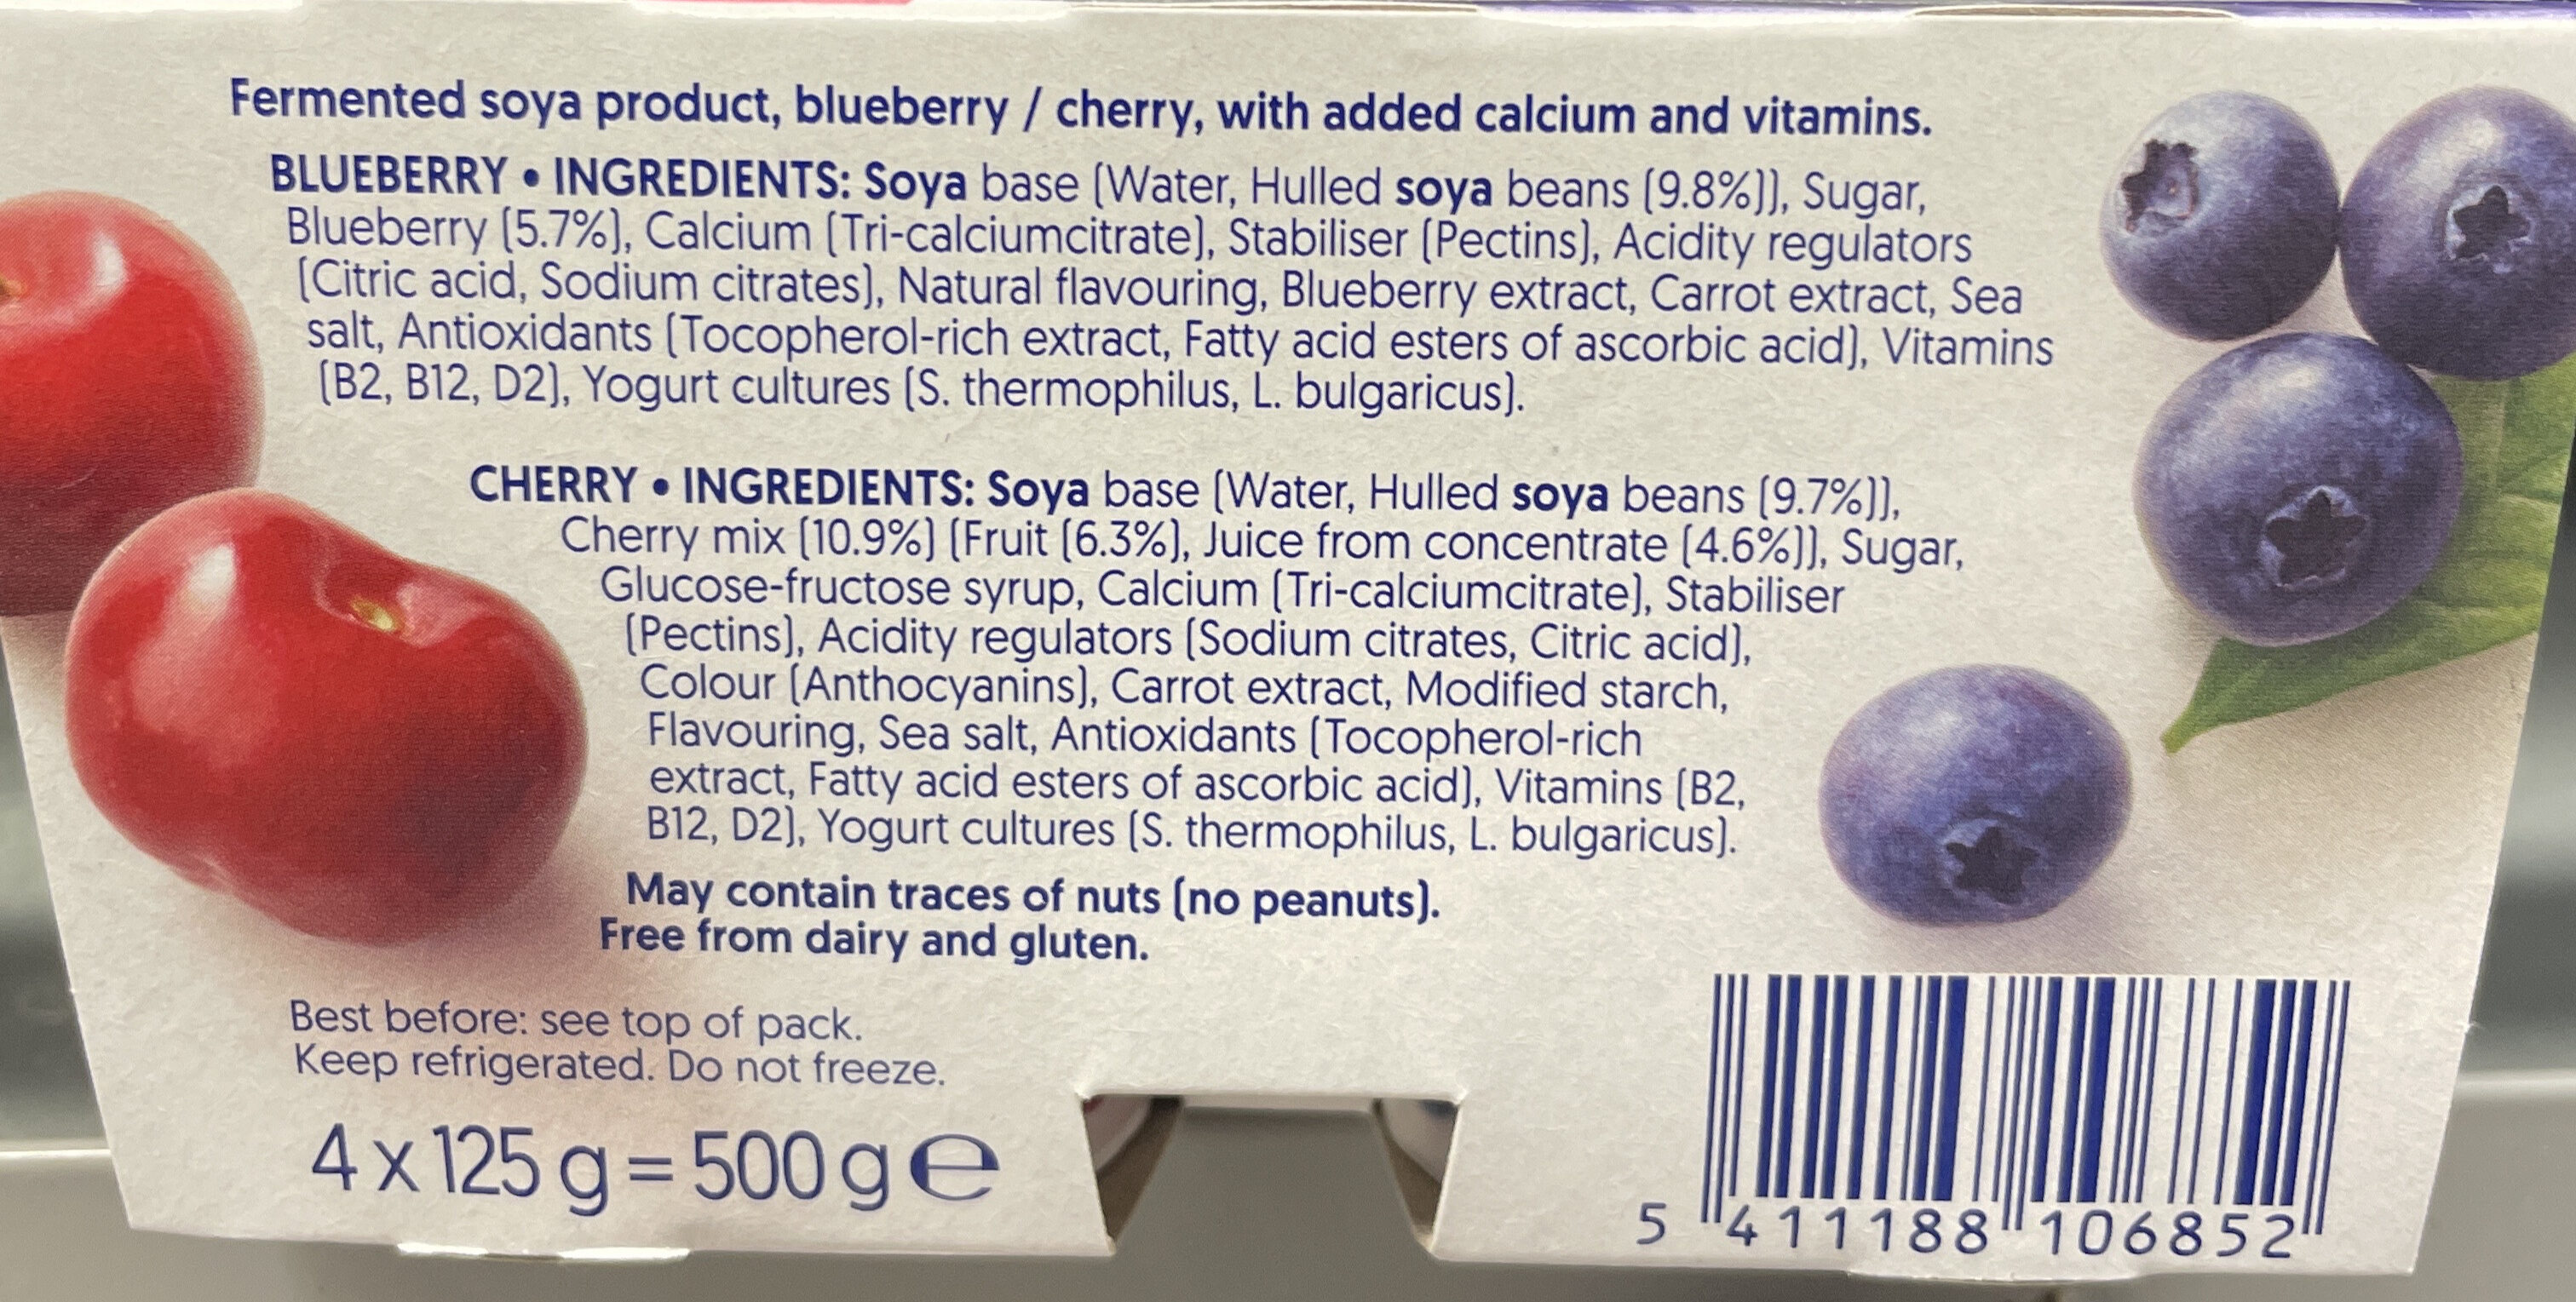 Fermented soya product, blueberry / cherry, with added calcium and vitamins.
BLUEBERRY • INGREDIENTS: Soya base (Water, Hulled soya beans (9.8%)), Sugar,
Blueberry (5.7%), Calcium (Tri-calciumcitrate), Stabiliser (Pectins), Acidity regulators
(Citric acid, Sodium citrates), Natural flavouring, Blueberry extract, Carrot extract, Sea
salt, Antioxidants (Tocopherol-rich extract, Fatty acid esters of ascorbic acid), Vitamins
(B2, B12, D2), Yogurt cultures (S. thermophilus, L. bulgaricus).
CHERRY • INGREDIENTS: Soya base (Water, Hulled soya beans (9.7%)),
Cherry mix (10.9%) (Fruit (6.3%), Juice from concentrate (4.6%)), Sugar,
Glucose-fructose syrup, Calcium (Tri-calciumcitrate), Stabiliser
(Pectins), Acidity regulators (Sodium citrates, Citric acid),
Colour (Anthocyanins), Carrot extract, Modified starch,
Flavouring, Sea salt, Antioxidants (Tocopherol-rich
extract, Fatty acid esters of ascorbic acid), Vitamins (B2,
B12, D2), Yogurt cultures (S. thermophilus, L. bulgaricus).
May contain traces of nuts (no peanuts).
Free from dairy and gluten.
Best before: see top of pack.
Keep refrigerated. Do not freeze.
4 x 125 g = 500 g ℮
5 411188 106852